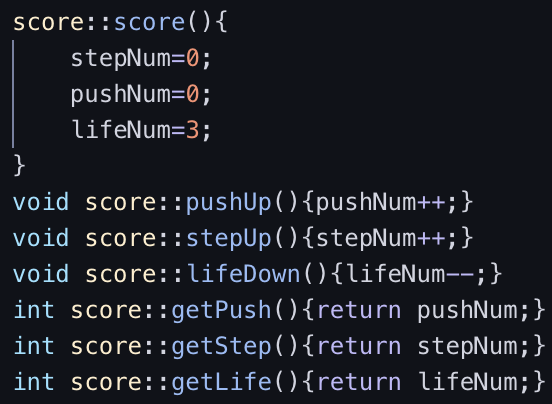 score::score(){
    stepNum=0;
    pushNum=0;
    lifeNum=3;
}
void score::pushUp(){pushNum++;}
void score::stepUp(){stepNum++;}
void score::lifeDown(){lifeNum--;}
int score::getPush(){return pushNum;}
int score::getStep(){return stepNum;}
int score::getLife(){return lifeNum;}